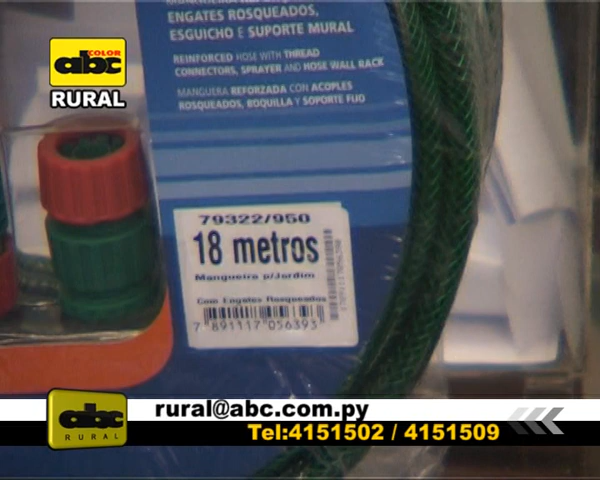 COLOR
abc
RURAL
ENGATES ROSQUEADOS,
ESGUICHO E SUPORTE MURAL
REINFORCED HOSE WITH THREAD
CONNECTORS, SPRAYER AND HOSE WALL RACK
MANGUERA REFORZADA CON ACOPLES
ROSQUEADOS, BOQUILLA Y SOPORTE FIJO
79322/950
18 metros
Mangueira p/Jardim
Com Engates Rosqueados
7 891117 056393
abc
RURAL
rural@abc.com.py
Tel:4151502 / 4151509